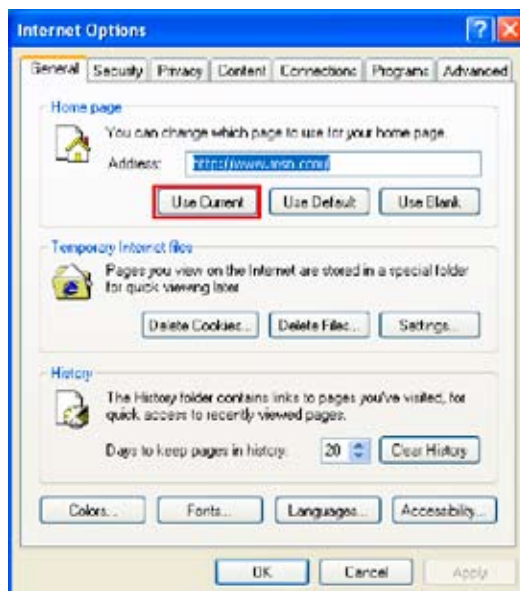 Internet Options
General Security Privacy Content Connections Programs Advanced
Home page
You can change which page to use for your home page.
Address: http://www.msn.com/
Use Current Use Default Use Blank
Temporary Internet files
Pages you view on the Internet are stored in a special folder
for quick viewing later.
Delete Cookies... Delete Files... Settings...
History
The History folder contains links to pages you've visited, for
quick access to recently viewed pages.
Days to keep pages in history: 20 Clear History
Colors... Fonts... Languages... Accessibility...
OK Cancel Apply